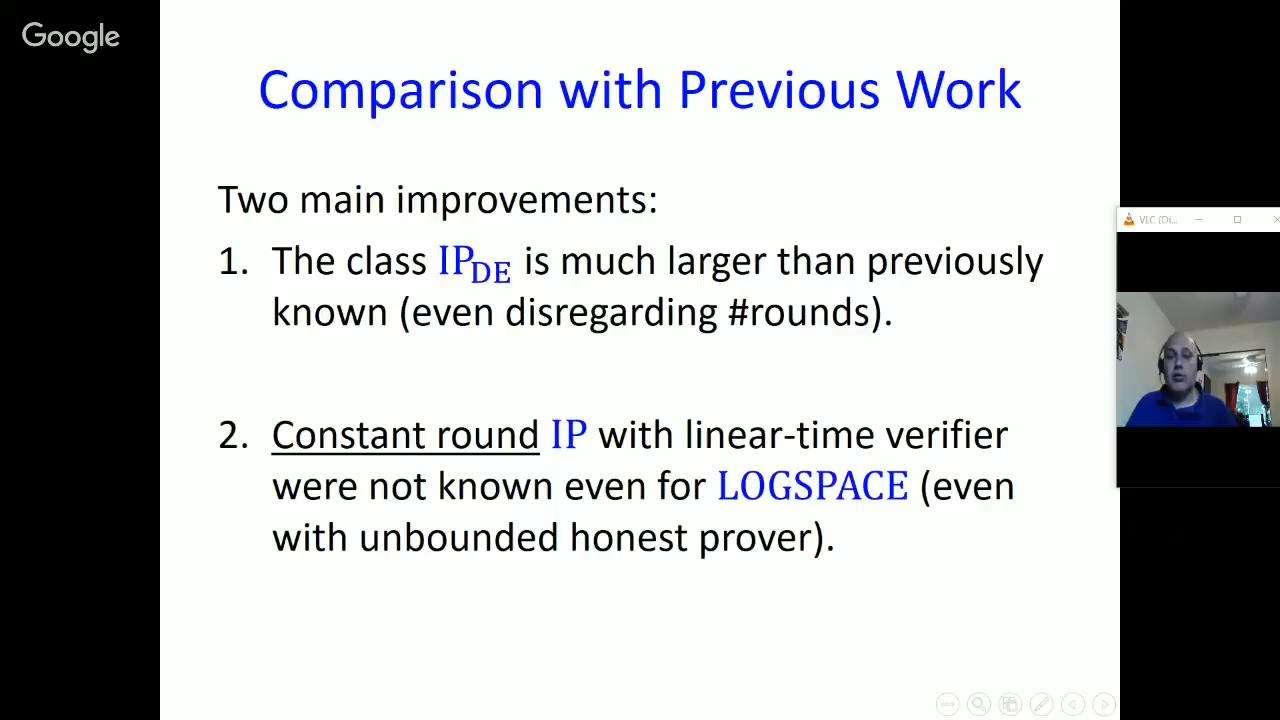 Google
Comparison with Previous Work
Two main improvements:
1. The class IP_DE is much larger than previously
known (even disregarding #rounds).
2. Constant round IP with linear-time verifier
were not known even for LOGSPACE (even
with unbounded honest prover).
VLC (Di...